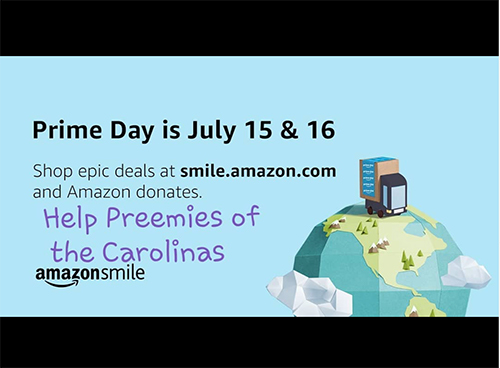 Prime Day is July 15 & 16
Shop epic deals at smile.amazon.com
and Amazon donates.
Help Preemies of
the Carolinas
amazonsmile